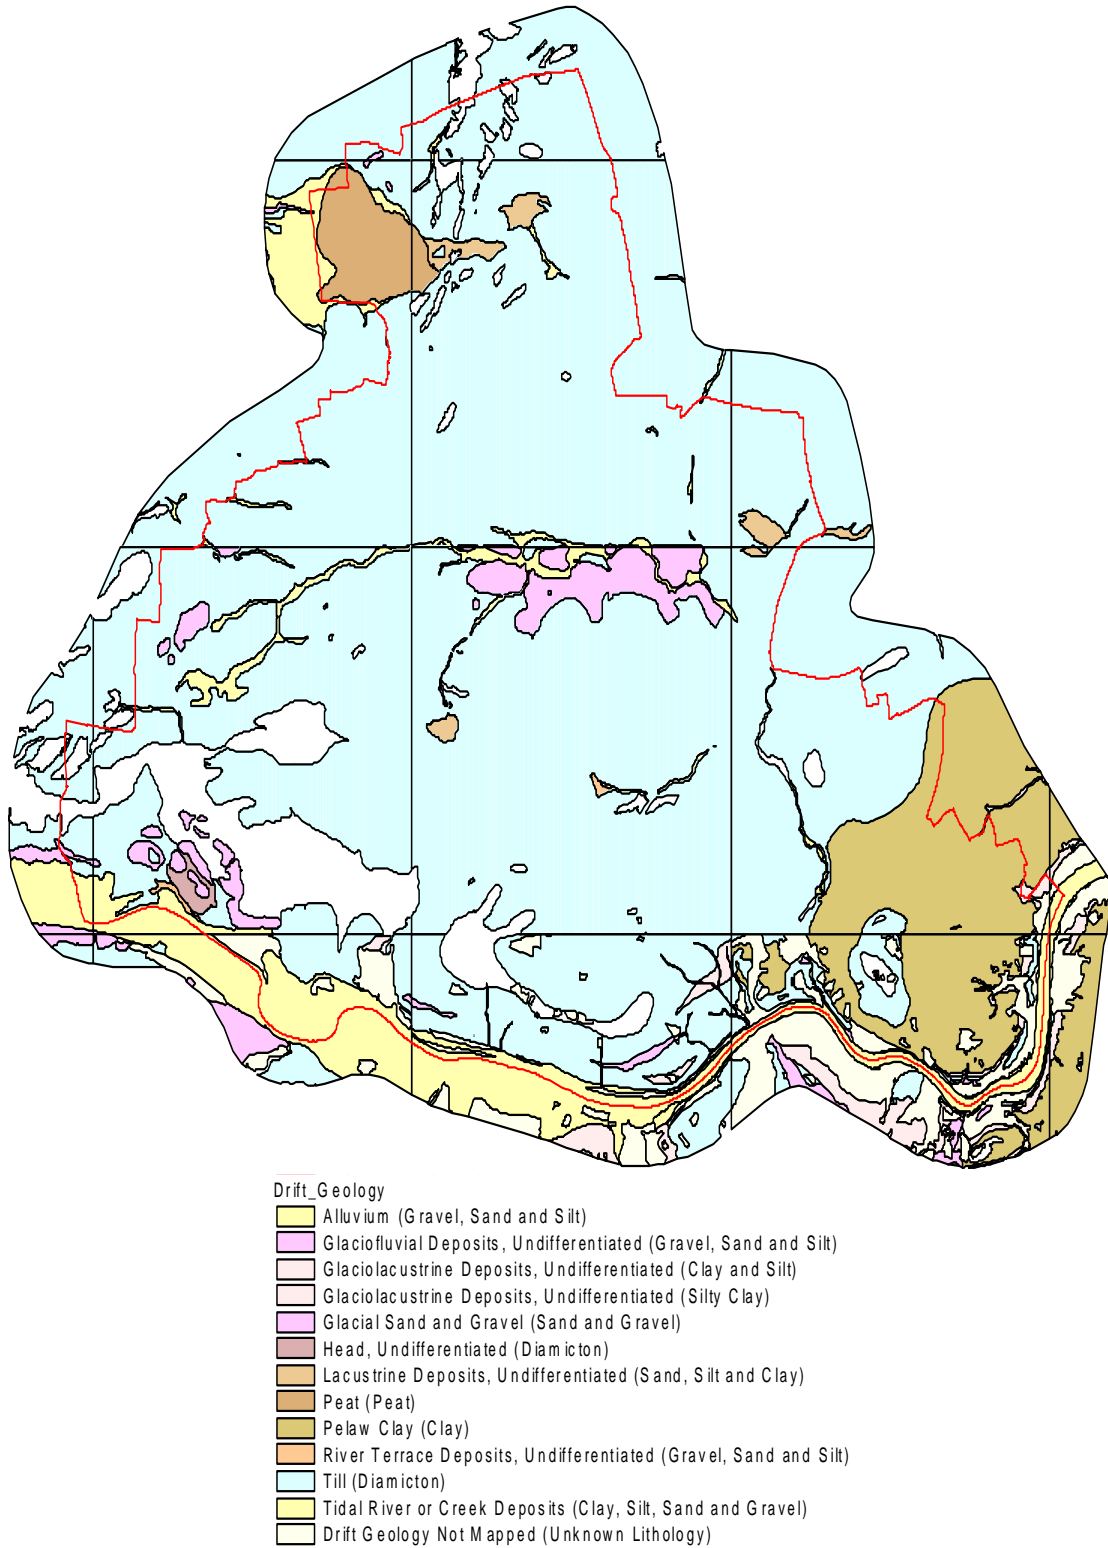 Drift_Geology
Alluvium (Gravel, Sand and Silt)
Glaciofluvial Deposits, Undifferentiated (Gravel, Sand and Silt)
Glaciolacustrine Deposits, Undifferentiated (Clay and Silt)
Glaciolacustrine Deposits, Undifferentiated (Silty Clay)
Glacial Sand and Gravel (Sand and Gravel)
Head, Undifferentiated (Diamicton)
Lacustrine Deposits, Undifferentiated (Sand, Silt and Clay)
Peat (Peat)
Pelaw Clay (Clay)
River Terrace Deposits, Undifferentiated (Gravel, Sand and Silt)
Till (Diamicton)
Tidal River or Creek Deposits (Clay, Silt, Sand and Gravel)
Drift Geology Not Mapped (Unknown Lithology)